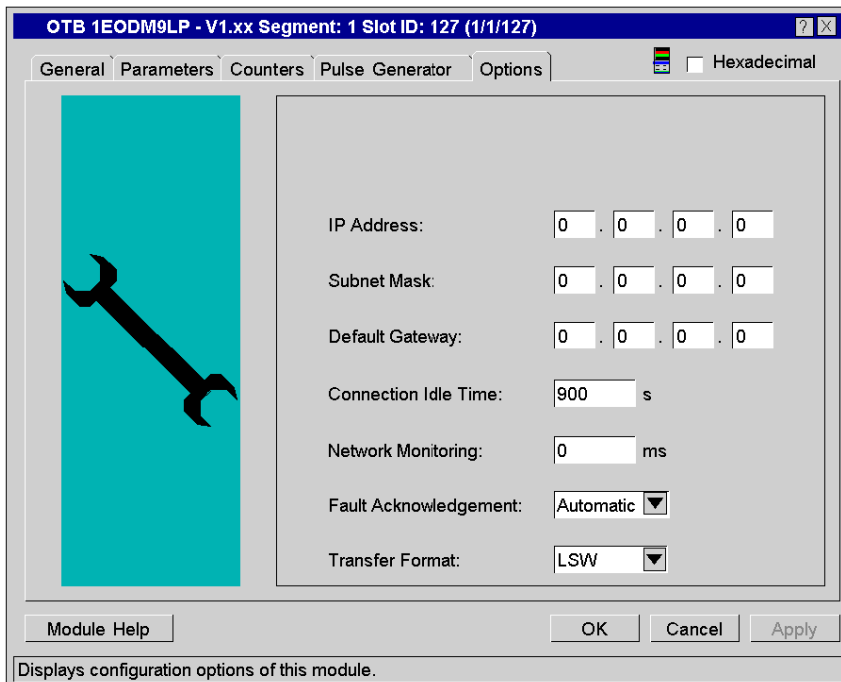 OTB 1EODM9LP - V1.xx Segment: 1 Slot ID: 127 (1/1/127) ? X
General Parameters Counters Pulse Generator Options Hexadecimal
IP Address: 0 . 0 . 0 . 0
Subnet Mask: 0 . 0 . 0 . 0
Default Gateway: 0 . 0 . 0 . 0
Connection Idle Time: 900 s
Network Monitoring: 0 ms
Fault Acknowledgement: Automatic
Transfer Format: LSW
Module Help OK Cancel Apply
Displays configuration options of this module.